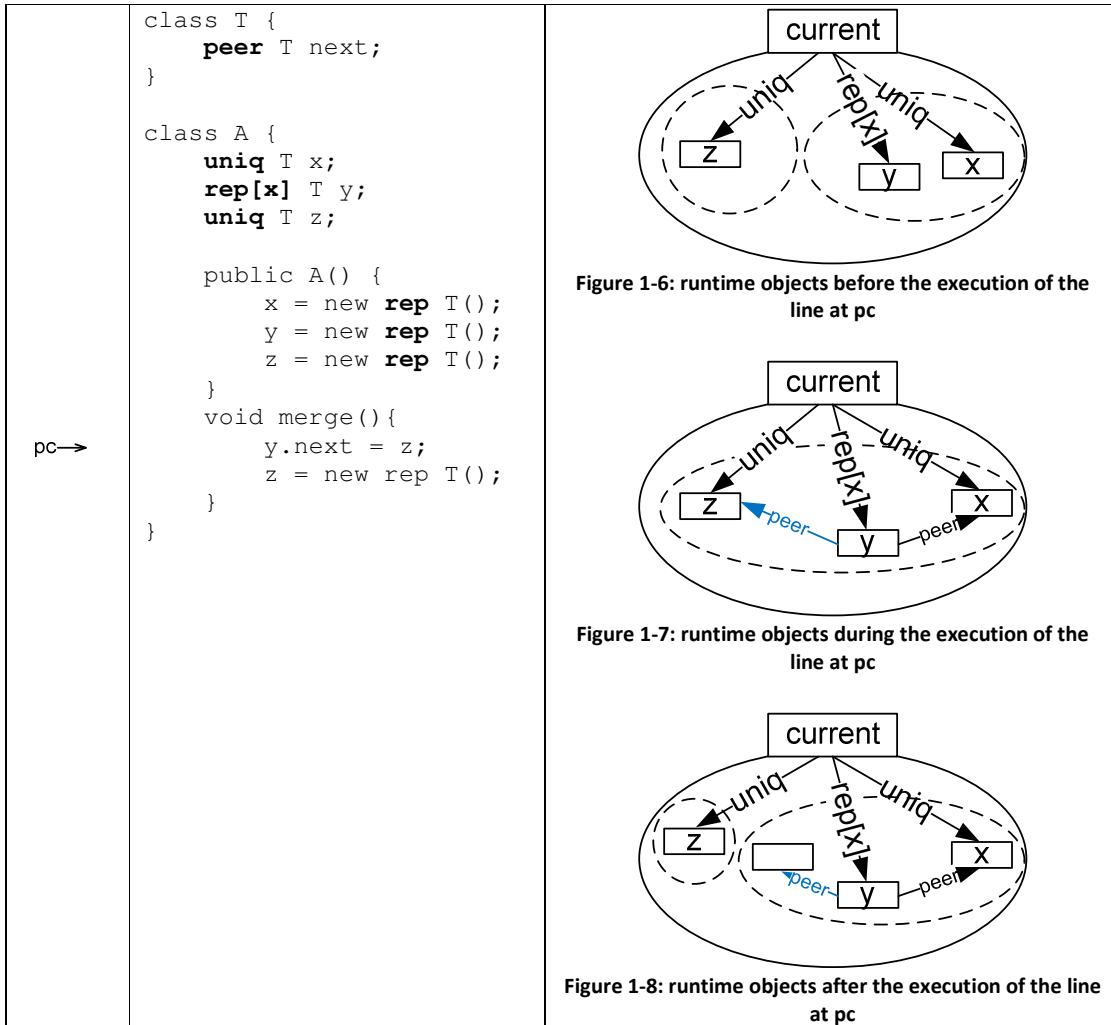 pc
class T {
peer T next;
}
class A {
uniq T x;
rep[x] T y;
uniq T z;
public A() {
x = new rep T();
y = new rep T();
z = new rep T();
}
void merge(){
y.next = z;
z = new rep T();
}
}
current
uniq
rep[x]
uniq
z
y
x
Figure 1-6: runtime objects before the execution of the
line at pc
current
uniq
rep[x]
uniq
z
peer
y
peer
x
Figure 1-7: runtime objects during the execution of the
line at pc
current
uniq
rep[x]
uniq
z
peer
y
peer
x
Figure 1-8: runtime objects after the execution of the line
at pc